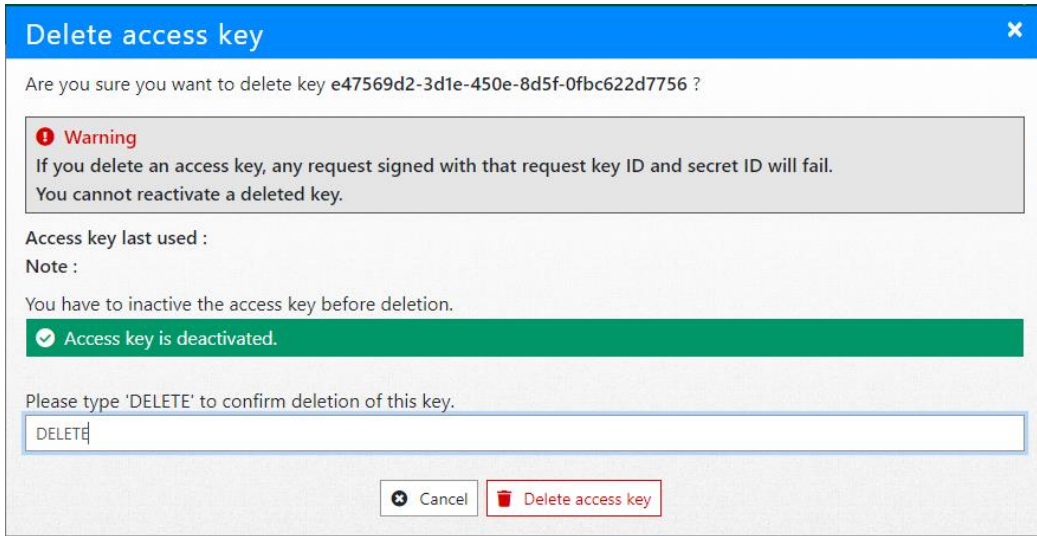 Delete access key
Are you sure you want to delete key e47569d2-3d1e-450e-8d5f-0fbc622d7756 ?
Warning
If you delete an access key, any request signed with that request key ID and secret ID will fail.
You cannot reactivate a deleted key.
Access key last used :
Note :
You have to inactive the access key before deletion.
Access key is deactivated.
Please type 'DELETE' to confirm deletion of this key.
DELETE
Cancel Delete access key